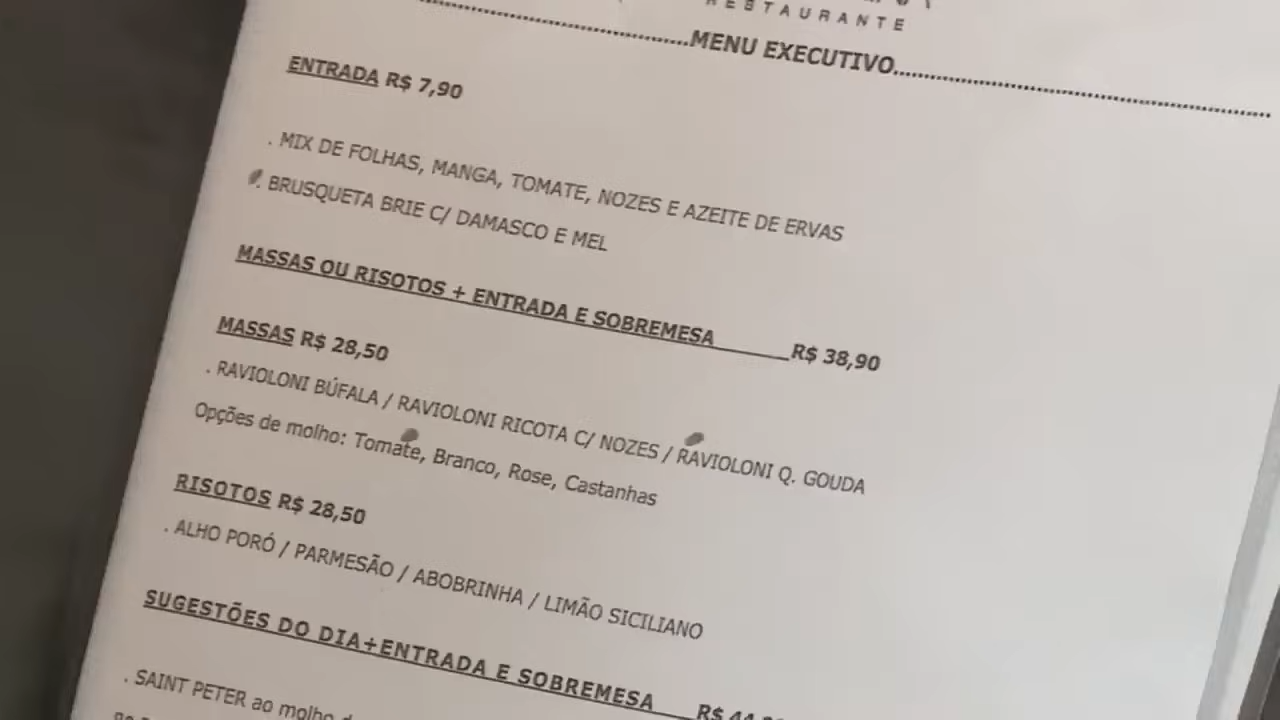 RESTAURANTE
MENU EXECUTIVO
ENTRADA R$ 7,90
. MIX DE FOLHAS, MANGA, TOMATE, NOZES E AZEITE DE ERVAS
. BRUSQUETA BRIE C/ DAMASCO E MEL
MASSAS OU RISOTOS + ENTRADA E SOBREMESA R$ 38,90
MASSAS R$ 28,50
. RAVIOLONI BÚFALA / RAVIOLONI RICOTA C/ NOZES / RAVIOLONI Q. GOUDA
Opções de molho: Tomate, Branco, Rose, Castanhas
RISOTOS R$ 28,50
. ALHO PORÓ / PARMESÃO / ABOBRINHA / LIMÃO SICILIANO
SUGESTÕES DO DIA+ENTRADA E SOBREMESA R$
. SAINT PETER ao molho